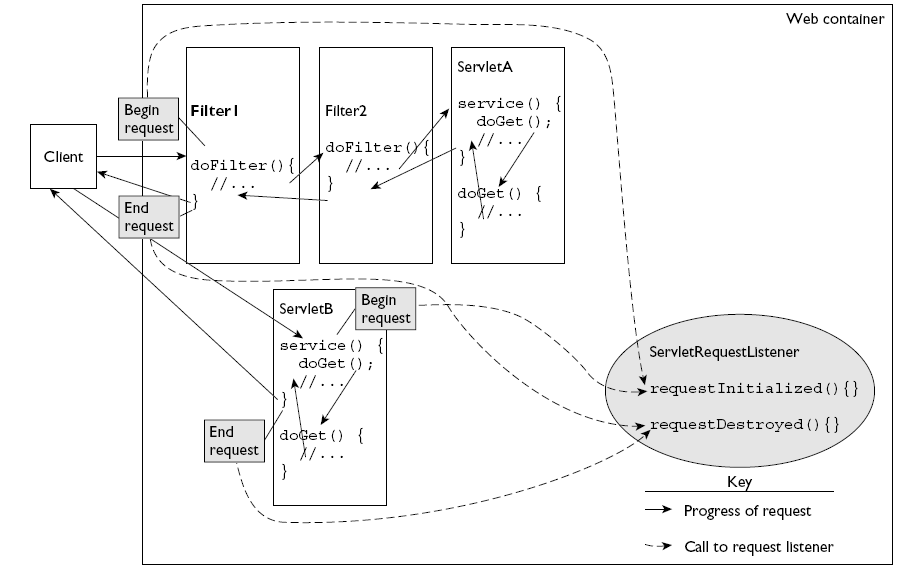 Web container
Client
Begin
request
End
request
Filter1
doFilter(){
//...
}
Filter2
doFilter(){
//...
}
ServletA
service() {
doGet();
//...
}
doGet() {
//...
}
ServletB
Begin
request
service() {
doGet();
//...
}
End
request
doGet() {
//...
}
ServletRequestListener
requestInitialized(){}
requestDestroyed(){}
Key
Progress of request
Call to request listener